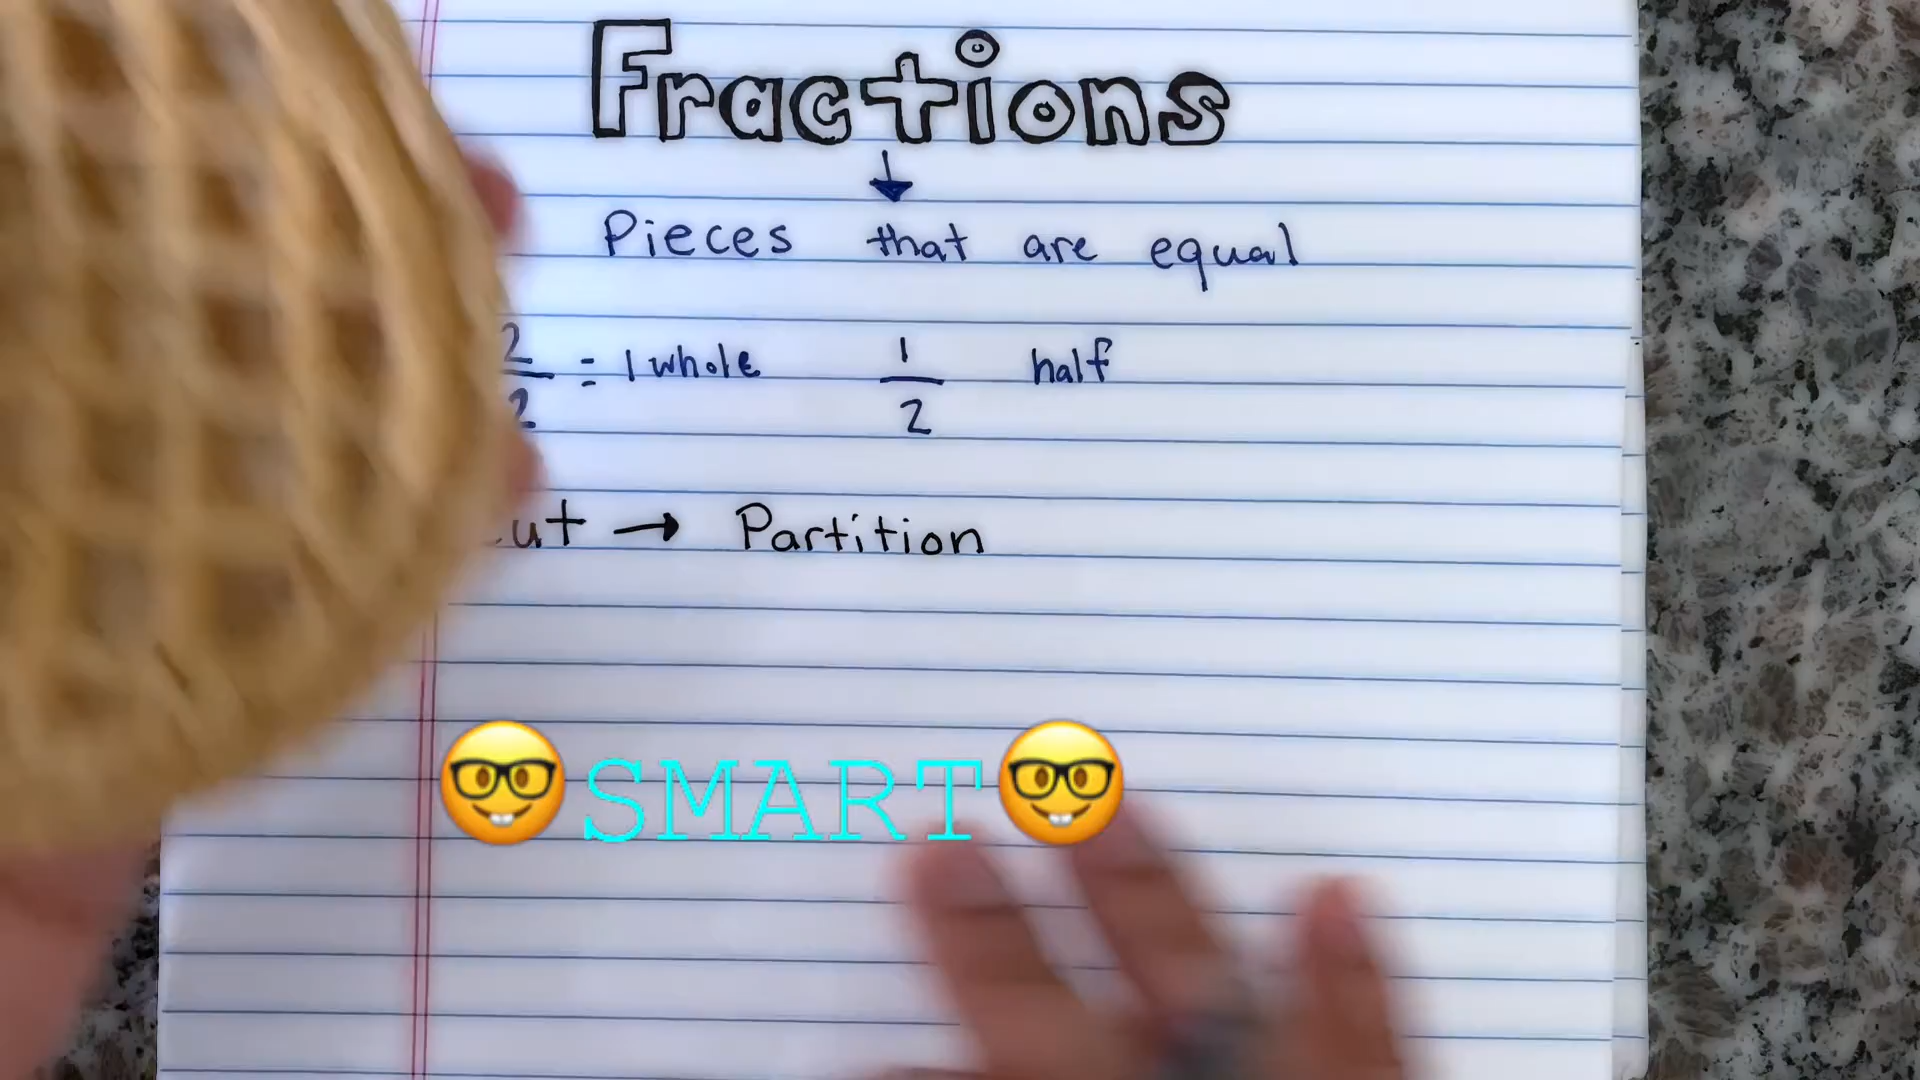 Fractions
Pieces that are equal
2/2 = 1 whole 1/2 half
→ Partition
🤓SMART🤓